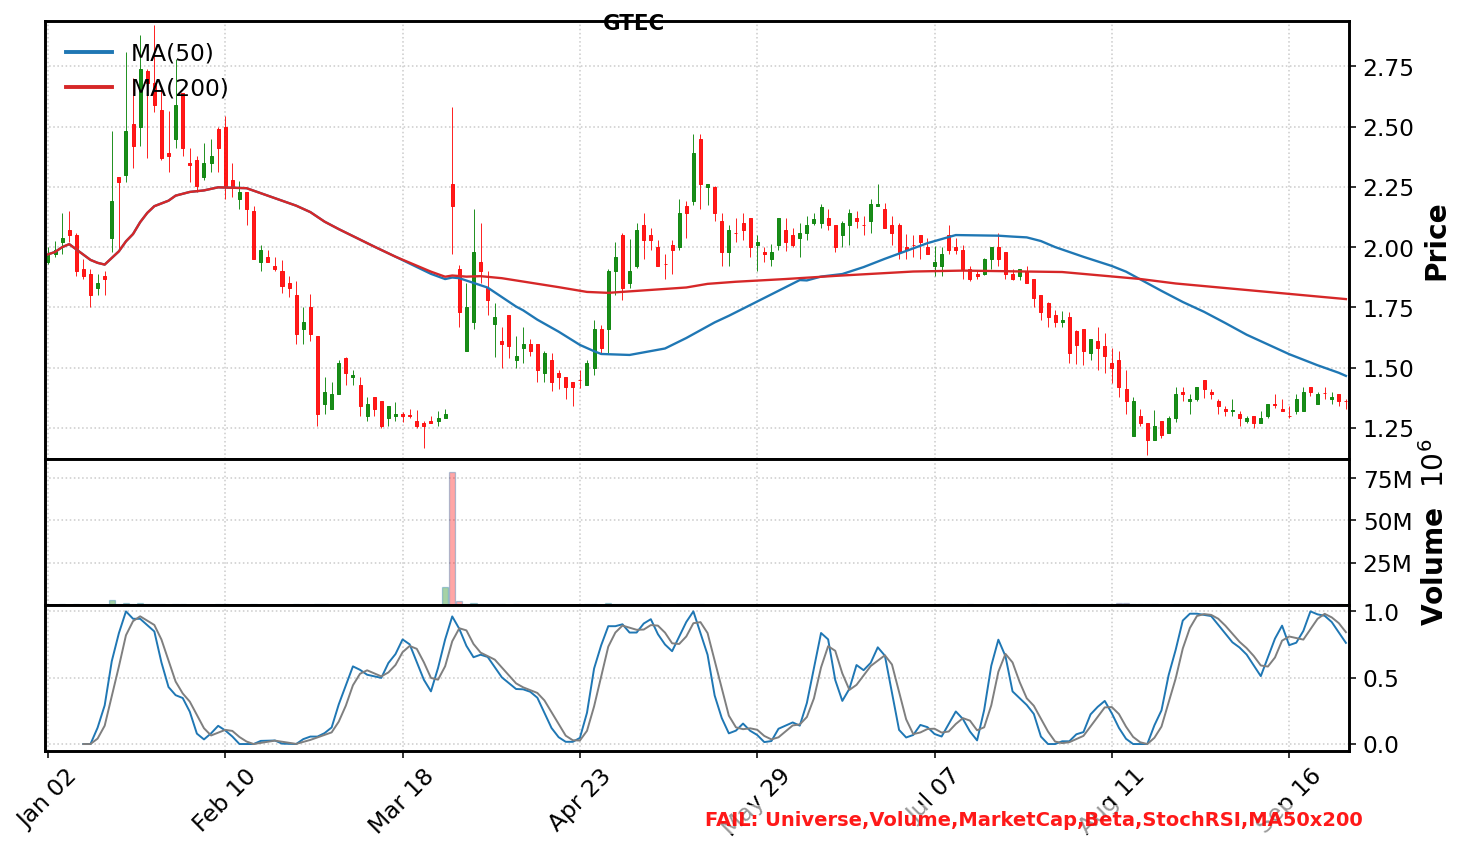 GTEC
MA(50)
MA(200)
2.75
2.50
2.25
2.00
1.75
1.50
1.25
Price
75M
50M
25M
Volume 10^6
1.0
0.5
0.0
Jan 02
Feb 10
Mar 18
Apr 23
May 29
Jul 07
Aug 11
Sep 16
FAIL: Universe,Volume,MarketCap,Beta,StochRSI,MA50x200